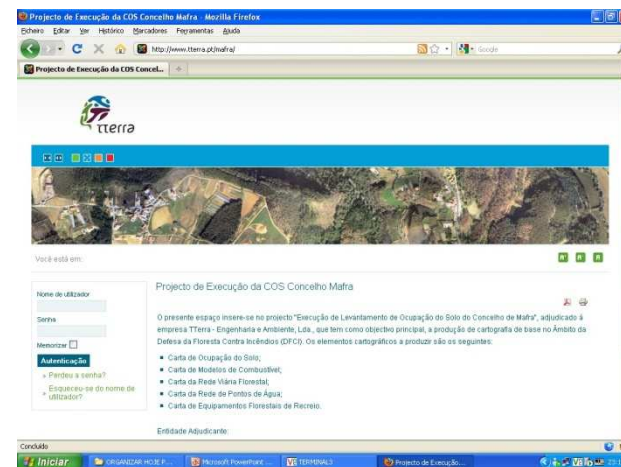 Projecto de Execução da COS Concelho Mafra - Mozilla Firefox
Ficheiro Editar Ver Histórico Marcadores Ferramentas Ajuda
http://www.tterra.pt/mafra/
Google
Projecto de Execução da COS Concel...
tterra
Você está em:
Nome de utilizador
Senha
Memorizar
Autenticação
Perdeu a senha?
Esqueceu-se do nome de
utilizador?
Projecto de Execução da COS Concelho Mafra
O presente espaço insere-se no projecto "Execução de Levantamento de Ocupação do Solo do Concelho de Mafra", adjudicado à
empresa TTerra - Engenharia e Ambiente, Lda., que tem como objectivo principal, a produção de cartografia de base no Âmbito da
Defesa da Floresta Contra Incêndios (DFCI). Os elementos cartográficos a produzir são os seguintes:
Carta de Ocupação do Solo;
Carta de Modelos de Combustível;
Carta da Rede Viária Florestal;
Carta da Rede de Pontos de Água;
Carta de Equipamentos Florestais de Recreio.
Entidade Adjudicante:
Concluído
Iniciar
ORGANIZAR HOJE P...
Microsoft PowerPoint ...
TERMINAL3
Projecto de Execução...